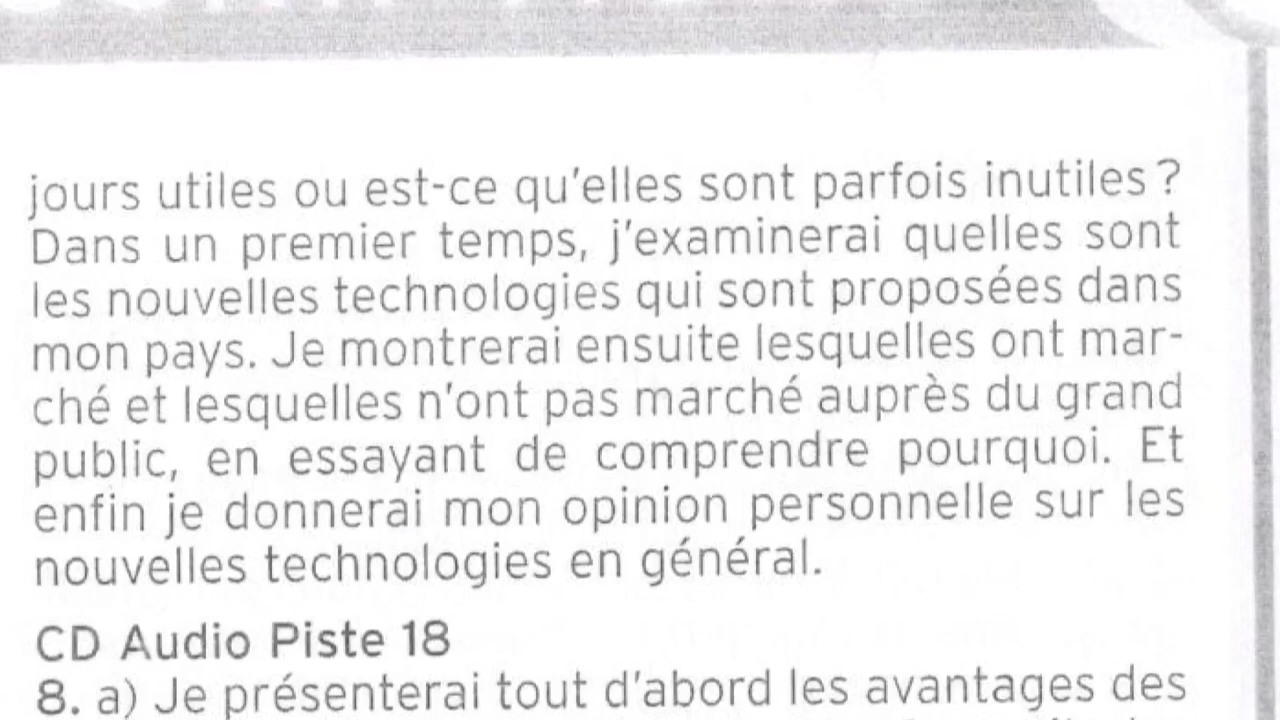 jours utiles ou est-ce qu'elles sont parfois inutiles ?
Dans un premier temps, j'examinerai quelles sont
les nouvelles technologies qui sont proposées dans
mon pays. Je montrerai ensuite lesquelles ont mar-
ché et lesquelles n'ont pas marché auprès du grand
public, en essayant de comprendre pourquoi. Et
enfin je donnerai mon opinion personnelle sur les
nouvelles technologies en général.
CD Audio Piste 18
8. a) Je présenterai tout d'abord les avantages des